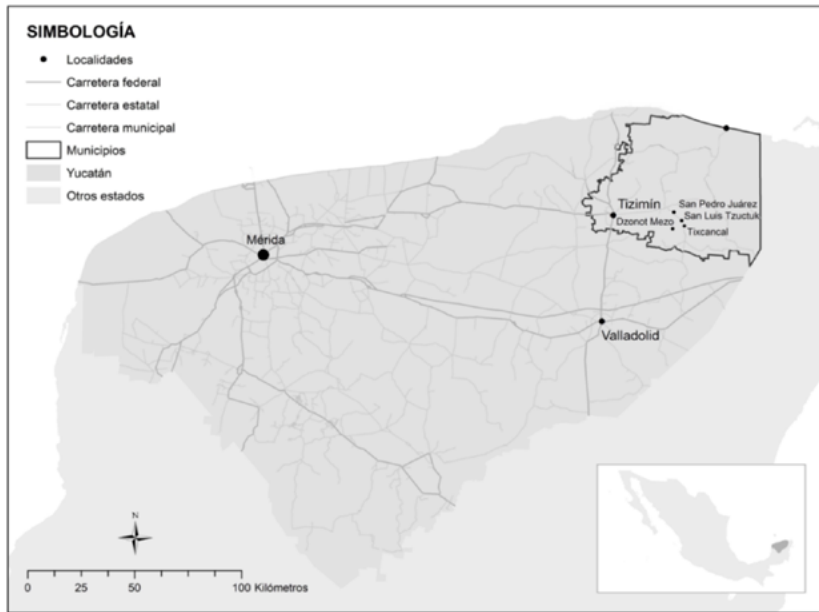 SIMBOLOGÍA
Localidades
Carretera federal
Carretera estatal
Carretera municipal
Municipios
Yucatán
Otros estados
Tizimín
San Pedro Juárez
San Luis Tzuctuk
Dzonot Mezo
Tixcancal
Mérida
Valladolid
N
0 25 50 100 Kilómetros